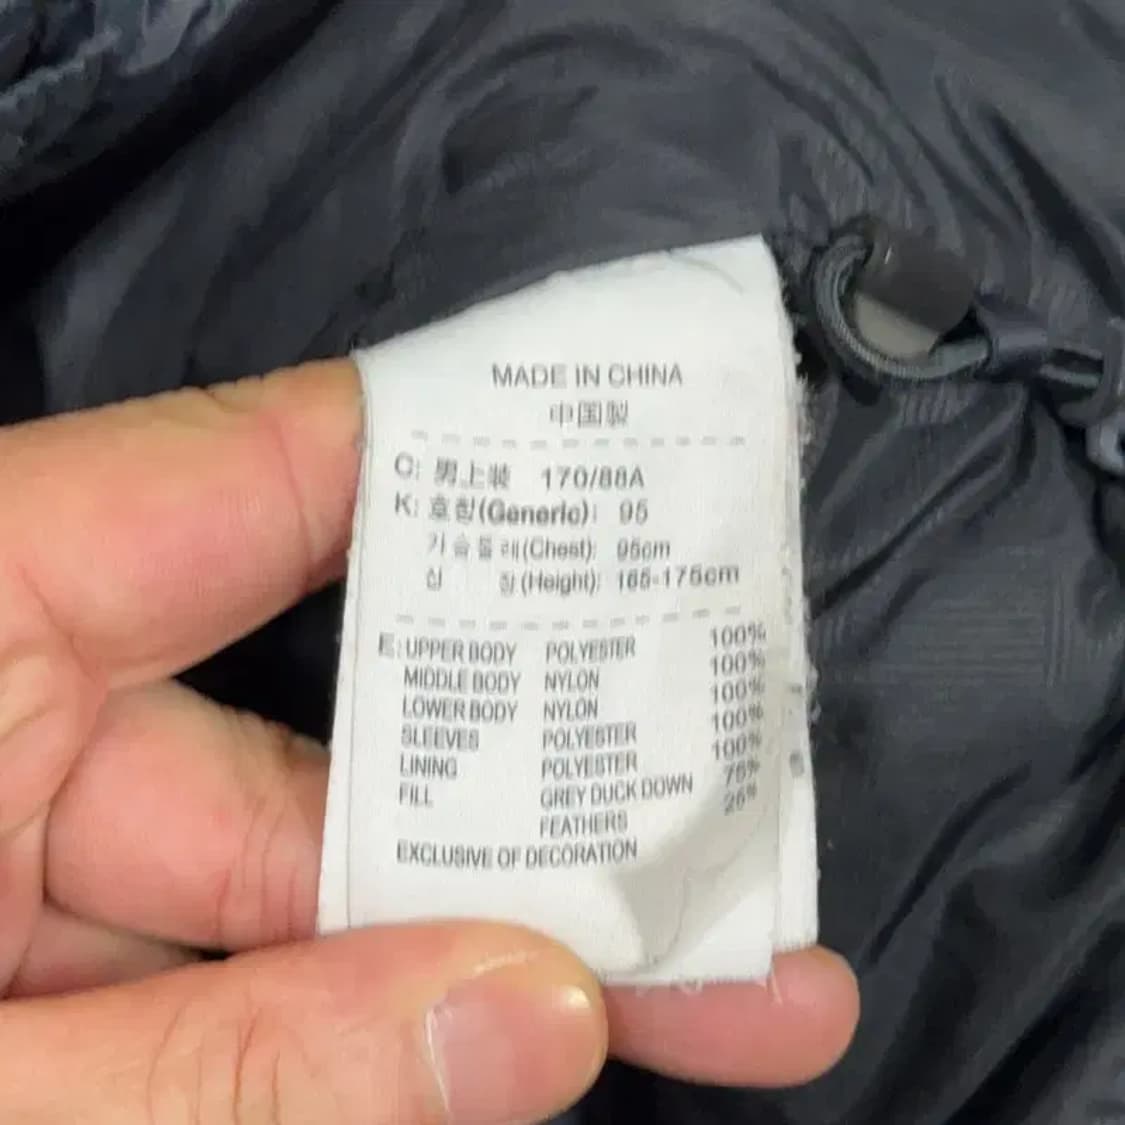 MADE IN CHINA
中国製
C: 男上装 170/88A
K: 호칭(Generic): 95
가슴둘레(Chest): 95cm
신 장(Height): 165-175cm
E: UPPER BODY POLYESTER 100%
MIDDLE BODY NYLON 100%
LOWER BODY NYLON 100%
SLEEVES POLYESTER 100%
LINING POLYESTER 100%
FILL GREY DUCK DOWN 75%
FEATHERS 25%
EXCLUSIVE OF DECORATION